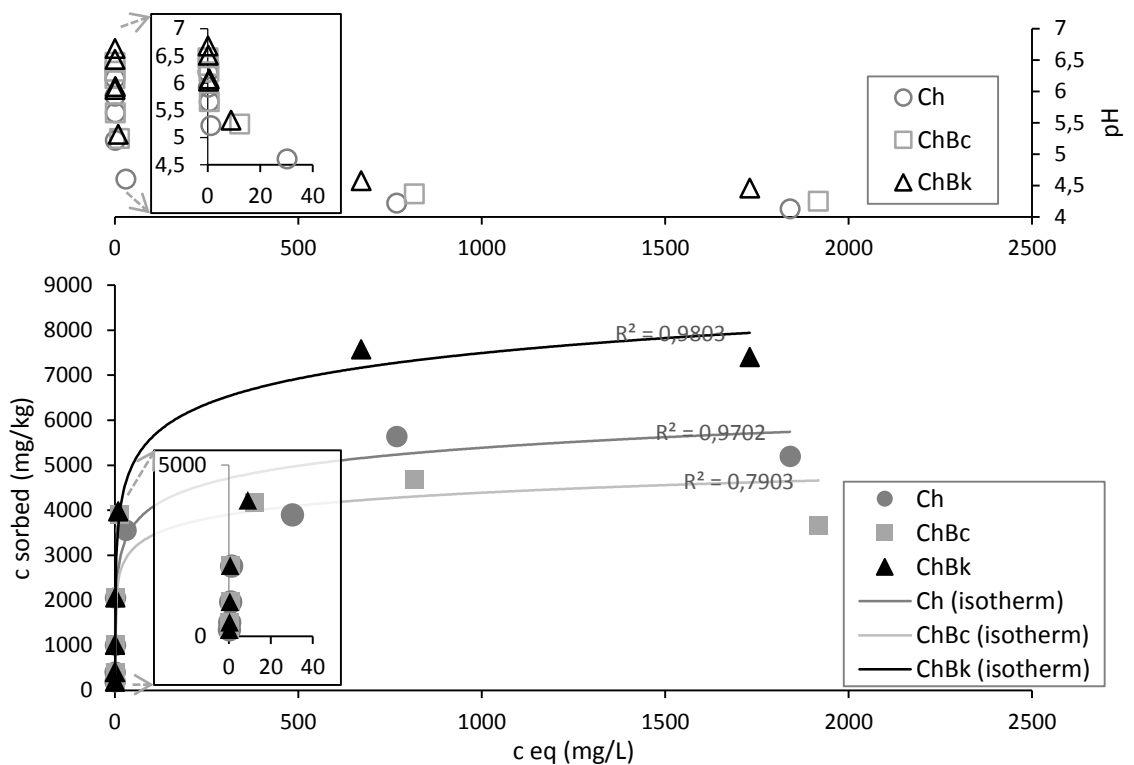 7
6,5
6
5,5
5
4,5
0 20 40
7
6,5
6
5,5
5
4,5
4
pH
Ch
ChBc
ChBk
0 500 1000 1500 2000 2500
9000
8000
7000
6000
5000
4000
3000
2000
1000
0
c sorbed (mg/kg)
R² = 0,9803
R² = 0,9702
R² = 0,7903
5000
0
0 20 40
Ch
ChBc
ChBk
Ch (isotherm)
ChBc (isotherm)
ChBk (isotherm)
0 500 1000 1500 2000 2500
c eq (mg/L)